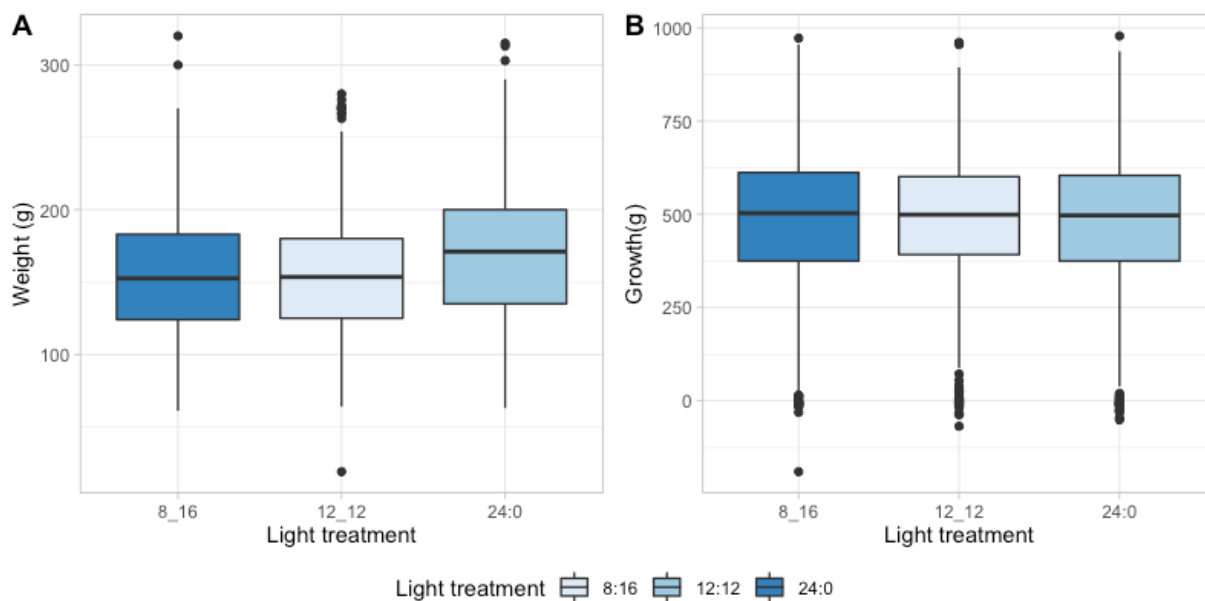 A
Weight (g)
300
200
100
8_16 12_12 24:0
Light treatment
B
Growth(g)
1000
750
500
250
0
8_16 12_12 24:0
Light treatment
Light treatment 8:16 12:12 24:0